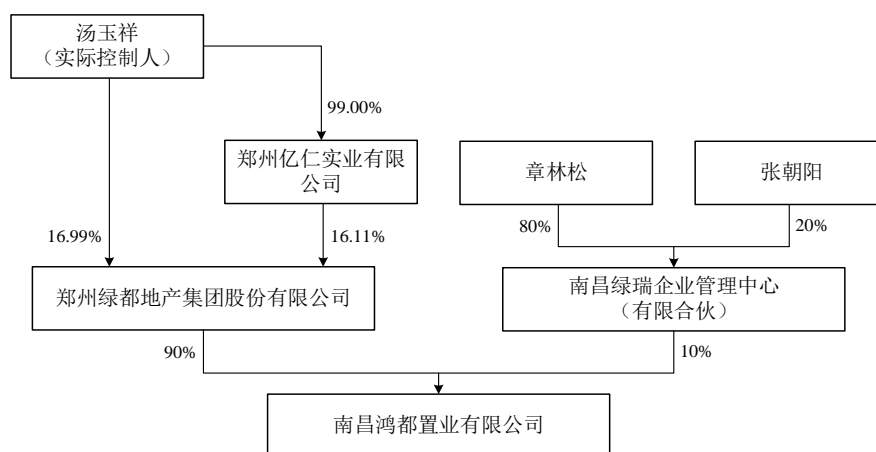 汤玉祥
（实际控制人）
99.00%
郑州亿仁实业有限
公司
章林松
张朝阳
16.99%
16.11%
80%
20%
郑州绿都地产集团股份有限公司
南昌绿瑞企业管理中心
（有限合伙）
90%
10%
南昌鸿都置业有限公司